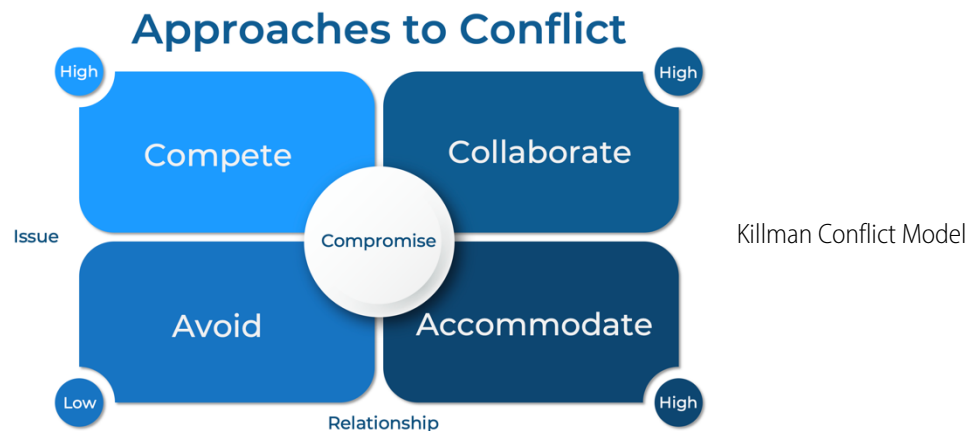 Approaches to Conflict
High
High
Compete
Collaborate
Issue
Compromise
Killman Conflict Model
Avoid
Accommodate
Low
High
Relationship